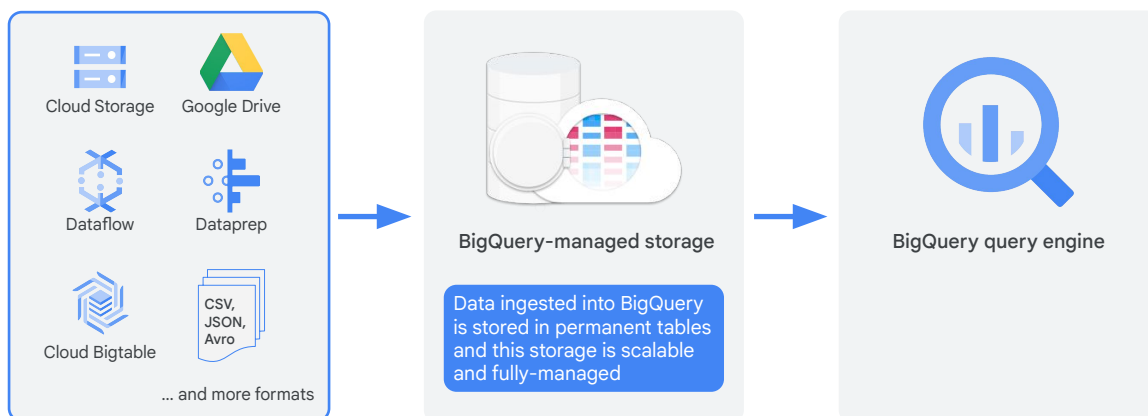 Cloud Storage
Google Drive
Dataflow
Dataprep
Cloud Bigtable
CSV,
JSON,
Avro
... and more formats
BigQuery-managed storage
Data ingested into BigQuery
is stored in permanent tables
and this storage is scalable
and fully-managed
BigQuery query engine